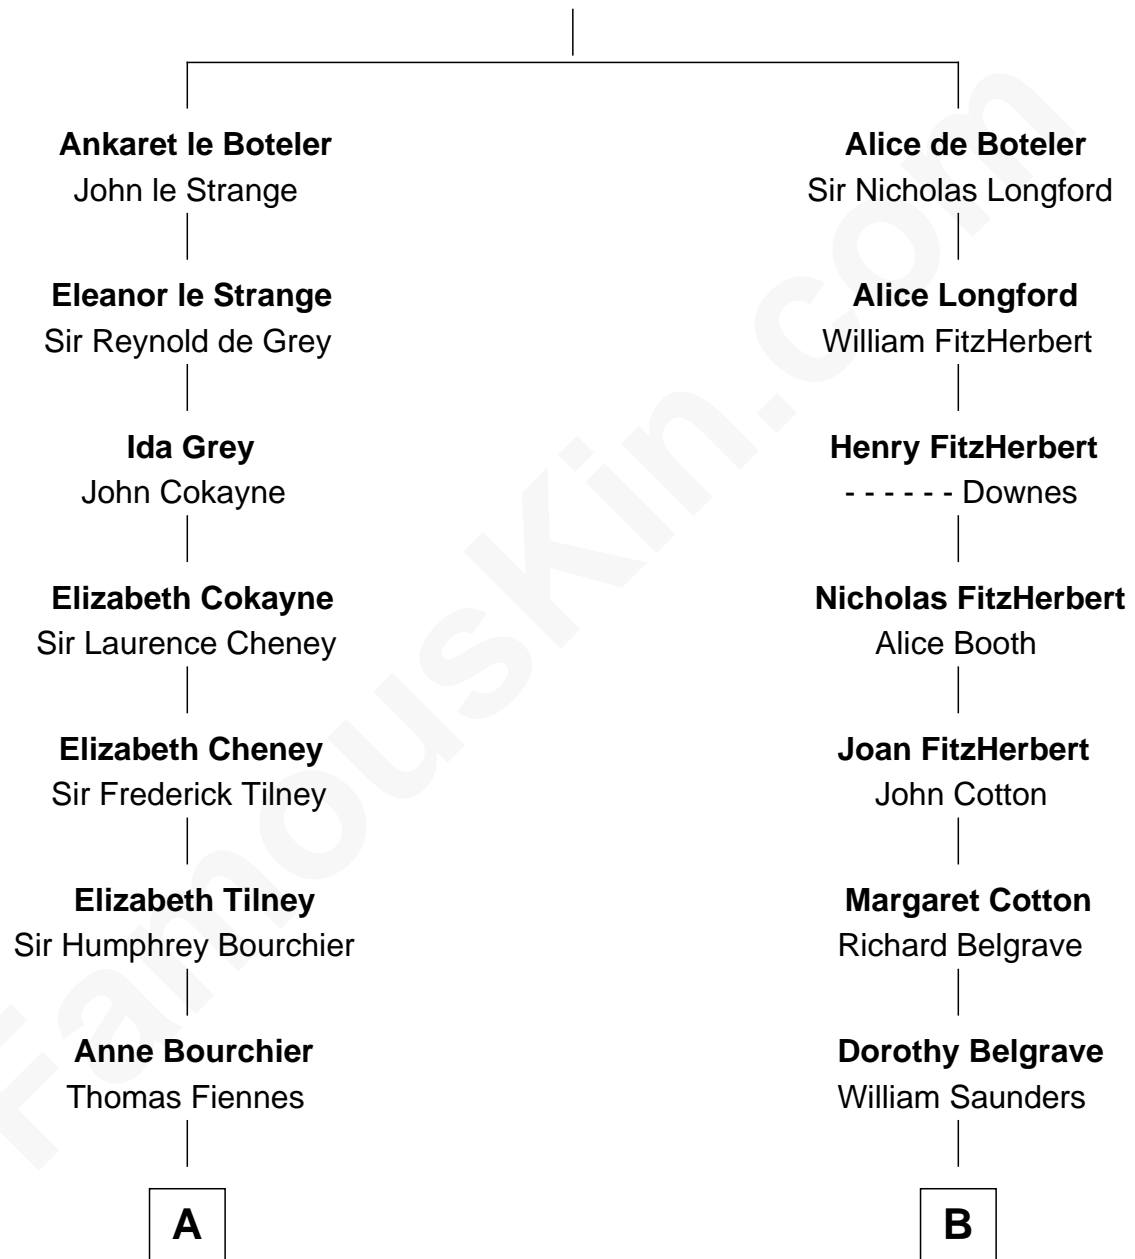 Ankaret le Boteler
John le Strange
Alice de Boteler
Sir Nicholas Longford
Eleanor le Strange
Sir Reynold de Grey
Alice Longford
William FitzHerbert
Ida Grey
John Cokayne
Henry FitzHerbert
- - - - - - Downes
Elizabeth Cokayne
Sir Laurence Cheney
Nicholas FitzHerbert
Alice Booth
Elizabeth Cheney
Sir Frederick Tilney
Joan FitzHerbert
John Cotton
Elizabeth Tilney
Sir Humphrey Bourchier
Margaret Cotton
Richard Belgrave
Anne Bourchier
Thomas Fiennes
Dorothy Belgrave
William Saunders
A
B
FamousKin.com